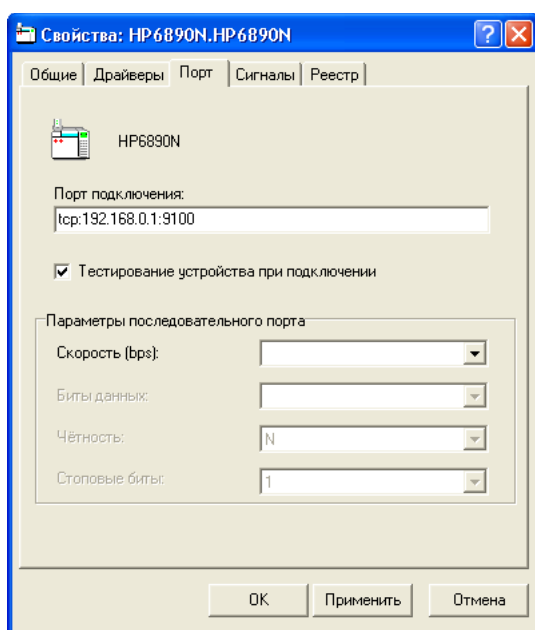 Свойства: HP6890N.HP6890N
Общие Драйверы Порт Сигналы Реестр
HP6890N
Порт подключения:
tcp:192.168.0.1:9100
Тестирование устройства при подключении
Параметры последовательного порта
Скорость (bps):
Биты данных:
Чётность: N
Стоповые биты: 1
OK Применить Отмена